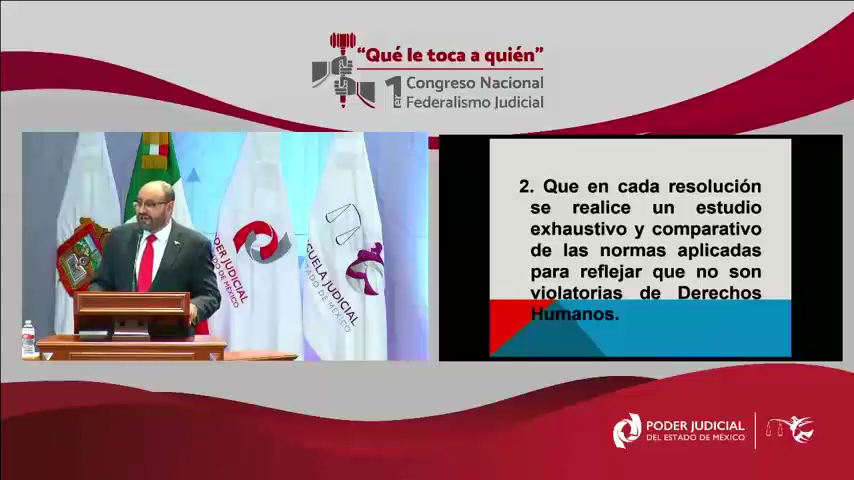 “Qué le toca a quién”
1er Congreso Nacional
Federalismo Judicial
2. Que en cada resolución
se realice un estudio
exhaustivo y comparativo
de las normas aplicadas
para reflejar que no son
violatorias de Derechos
Humanos.
PODER JUDICIAL
ESTADO DE MÉXICO
ESCUELA JUDICIAL
ESTADO DE MÉXICO
PODER JUDICIAL
DEL ESTADO DE MÉXICO